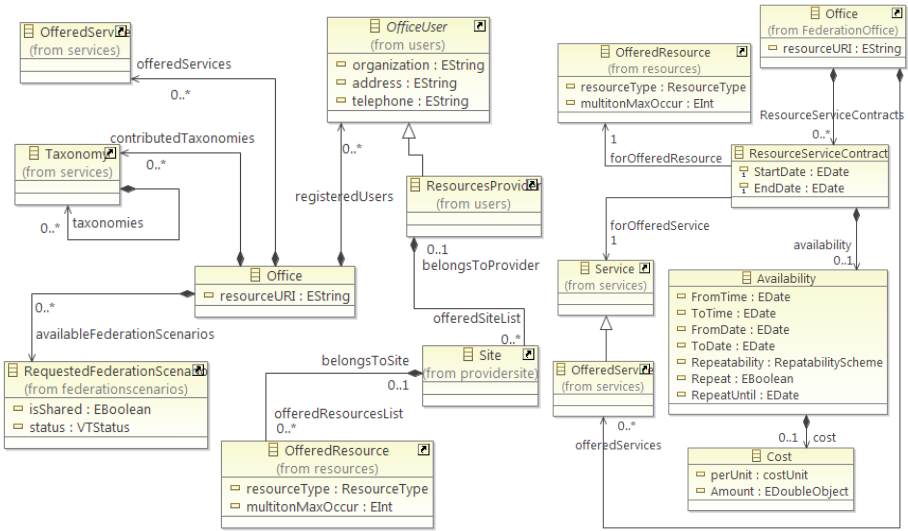 OfferedService
(from services)
offeredServices
0..*
OfficeUser
(from users)
organization : EString
address : EString
telephone : EString
contributedTaxonomies
0..*
Taxonomy
(from services)
taxonomies
0..*
0..*
registeredUsers
ResourcesProvider
(from users)
0..1
belongsToProvider
Office
resourceURI : EString
0..*
availableFederationScenarios
offeredSiteList
0..*
RequestedFederationScenario
(from federationscenarios)
isShared : EBoolean
status : VTStatus
belongsToSite
0..1
Site
(from providersite)
offeredResourcesList
0..*
OfferedResource
(from resources)
resourceType : ResourceType
multitonMaxOccur : EInt
Office
(from FederationOffice)
resourceURI : EString
OfferedResource
(from resources)
resourceType : ResourceType
multitonMaxOccur : EInt
ResourceServiceContracts
0..*
1
forOfferedResource
ResourceServiceContract
StartDate : EDate
EndDate : EDate
forOfferedService
1
availability
0..1
Service
(from services)
Availability
FromTime : EDate
ToTime : EDate
FromDate : EDate
ToDate : EDate
Repeatability : RepatabilityScheme
Repeat : EBoolean
RepeatUntil : EDate
OfferedService
(from services)
0..*
offeredServices
0..1
cost
Cost
perUnit : costUnit
Amount : EDoubleObject